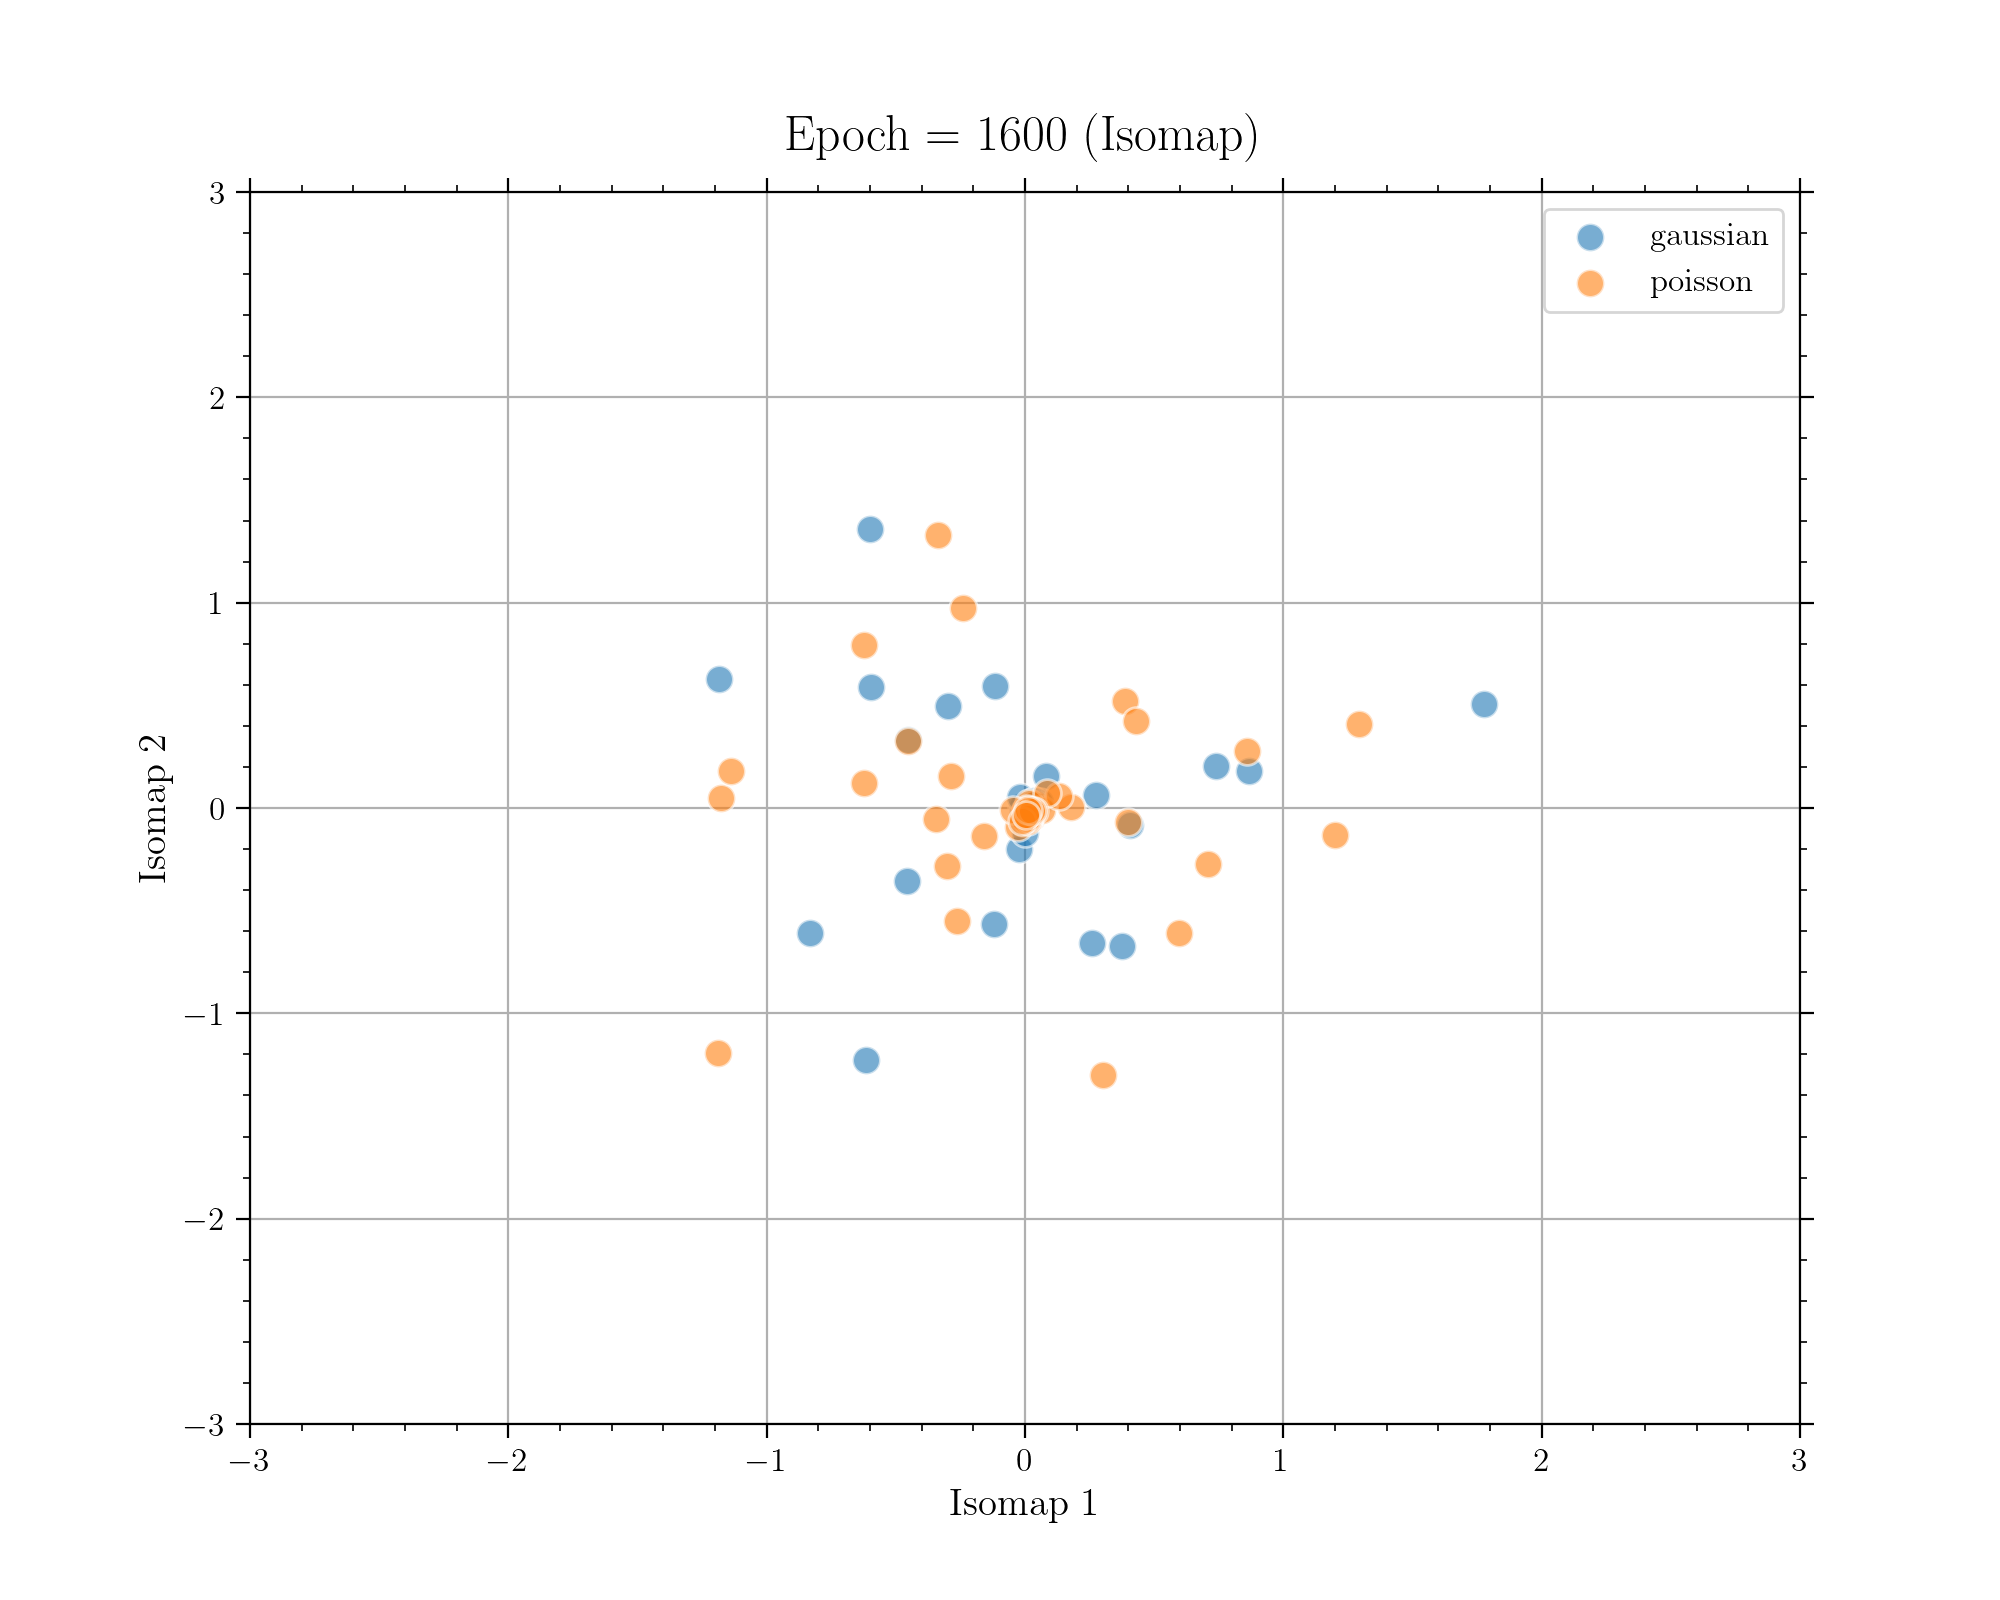 Epoch = 1600 (Isomap)
gaussian
poisson
3
2
1
0
−1
−2
−3
Isomap 2
−3
−2
−1
0
1
2
3
Isomap 1